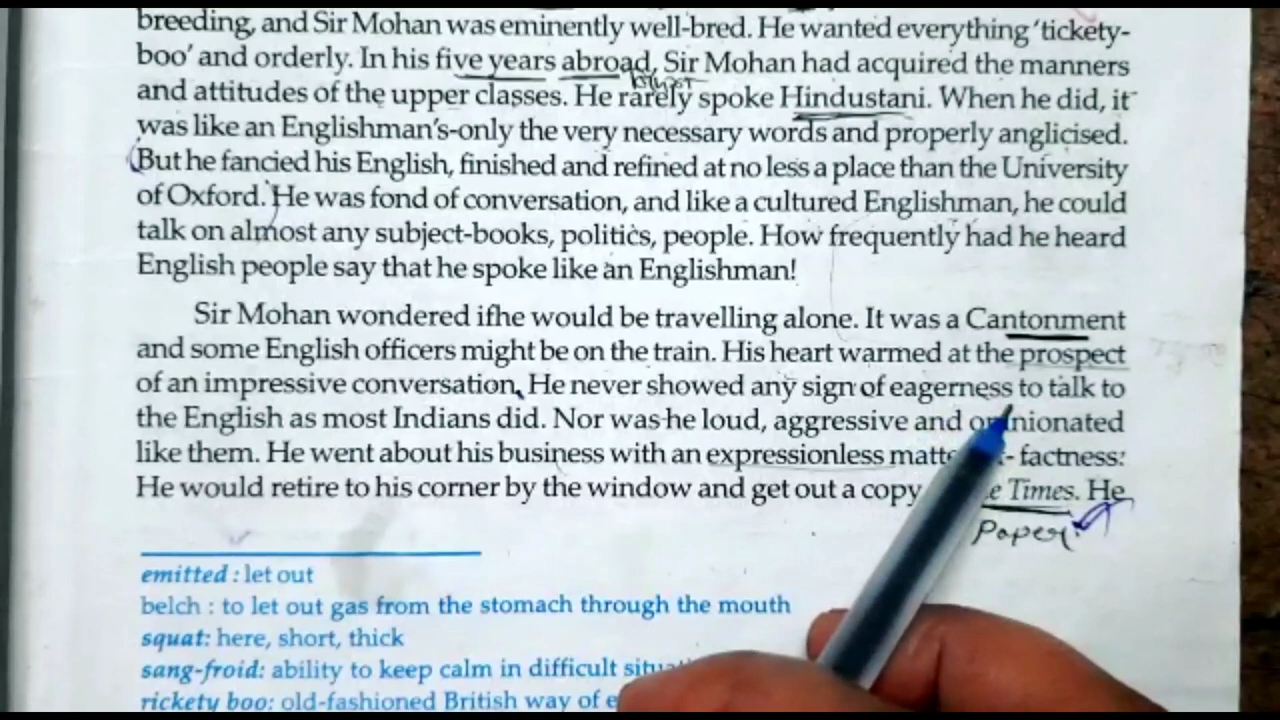 breeding, and Sir Mohan was eminently well-bred. He wanted everything 'tickety-
boo' and orderly. In his five years abroad, Sir Mohan had acquired the manners
and attitudes of the upper classes. He rarely spoke Hindustani. When he did, it
was like an Englishman's-only the very necessary words and properly anglicised.
But he fancied his English, finished and refined at no less a place than the University
of Oxford. He was fond of conversation, and like a cultured Englishman, he could
talk on almost any subject-books, politics, people. How frequently had he heard
English people say that he spoke like an Englishman!
Sir Mohan wondered ifhe would be travelling alone. It was a Cantonment
and some English officers might be on the train. His heart warmed at the prospect
of an impressive conversation. He never showed any sign of eagerness to talk to
the English as most Indians did. Nor was he loud, aggressive and opinionated
like them. He went about his business with an expressionless - factness:
He would retire to his corner by the window and get out a copy Times. He
Paper
emitted : let out
belch : to let out gas from the stomach through the mouth
squat: here, short, thick
sang-froid: ability to keep calm in difficult
rickety boo: old-fashioned British way of